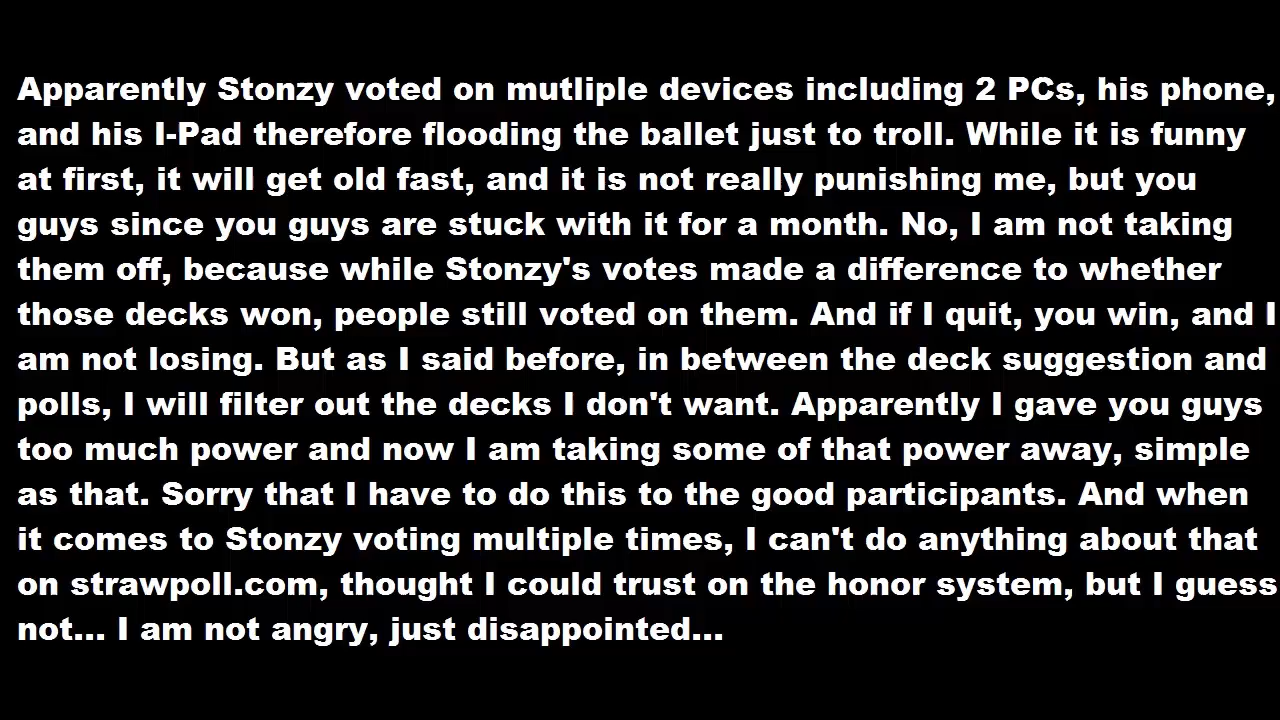 Apparently Stonzy voted on mutliple devices including 2 PCs, his phone,
and his I-Pad therefore flooding the ballet just to troll. While it is funny
at first, it will get old fast, and it is not really punishing me, but you
guys since you guys are stuck with it for a month. No, I am not taking
them off, because while Stonzy's votes made a difference to whether
those decks won, people still voted on them. And if I quit, you win, and I
am not losing. But as I said before, in between the deck suggestion and
polls, I will filter out the decks I don't want. Apparently I gave you guys
too much power and now I am taking some of that power away, simple
as that. Sorry that I have to do this to the good participants. And when
it comes to Stonzy voting multiple times, I can't do anything about that
on strawpoll.com, thought I could trust on the honor system, but I guess
not... I am not angry, just disappointed...